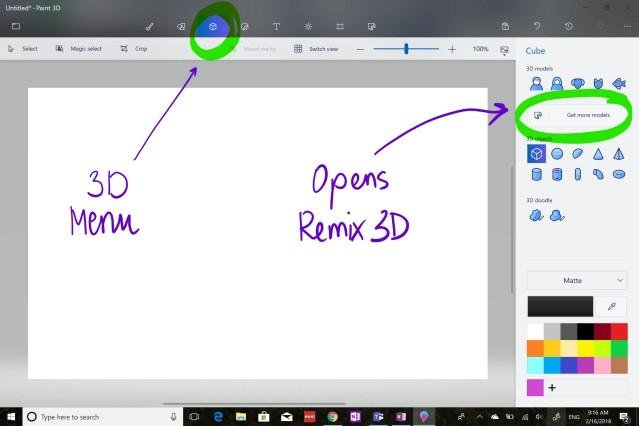 Untitled* - Paint 3D
Select
Magic select
Crop
Mixed reality
Switch view
100%
Cube
3D models
Get more models
3D objects
3D doodle
Matte
3D
Menu
Opens
Remix 3D
Type here to search
ENG
9:16 AM
2/16/2018